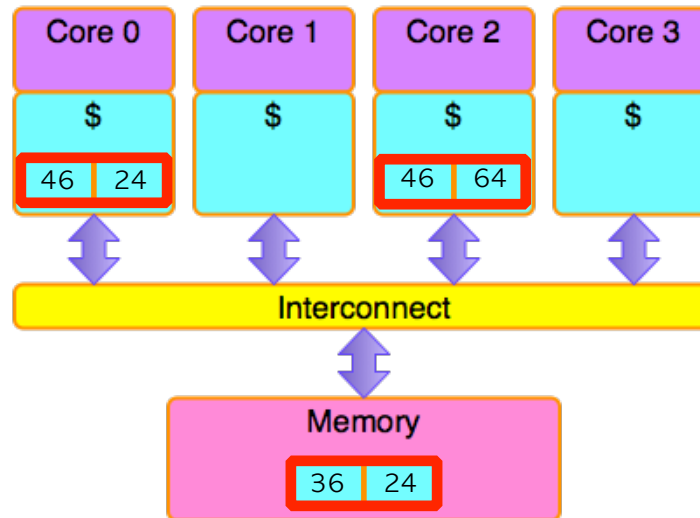 Core 0 Core 1 Core 2 Core 3
$ $ $ $
46 24 46 64
Interconnect
Memory
36 24